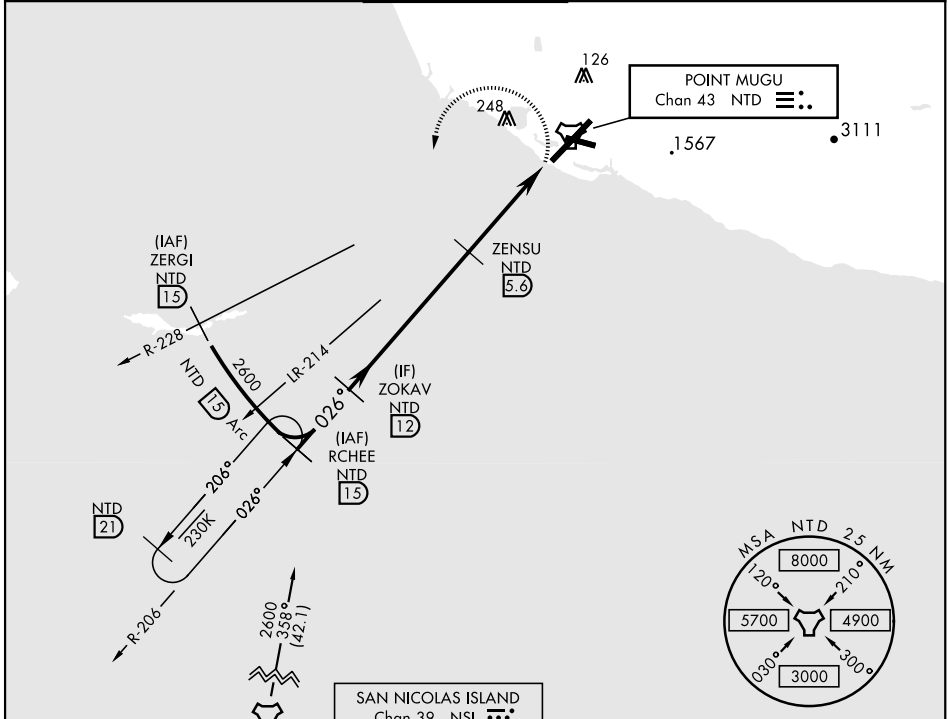 126
248
POINT MUGU
Chan 43 NTD
1567
3111
(IAF)
ZERGI
NTD
15
ZENSU
NTD
5.6
R-228
2600
LR-214
NTD 15 Arc
026°
(IF)
ZOKAV
NTD
12
(IAF)
RCHEE
NTD
15
206°
026°
230K
NTD
21
R-206
2600
358°
(42.1)
MSA NTD 25 NM
8000
120°
210°
5700
4900
030°
300°
3000
SAN NICOLAS ISLAND
Chan 39 NSI